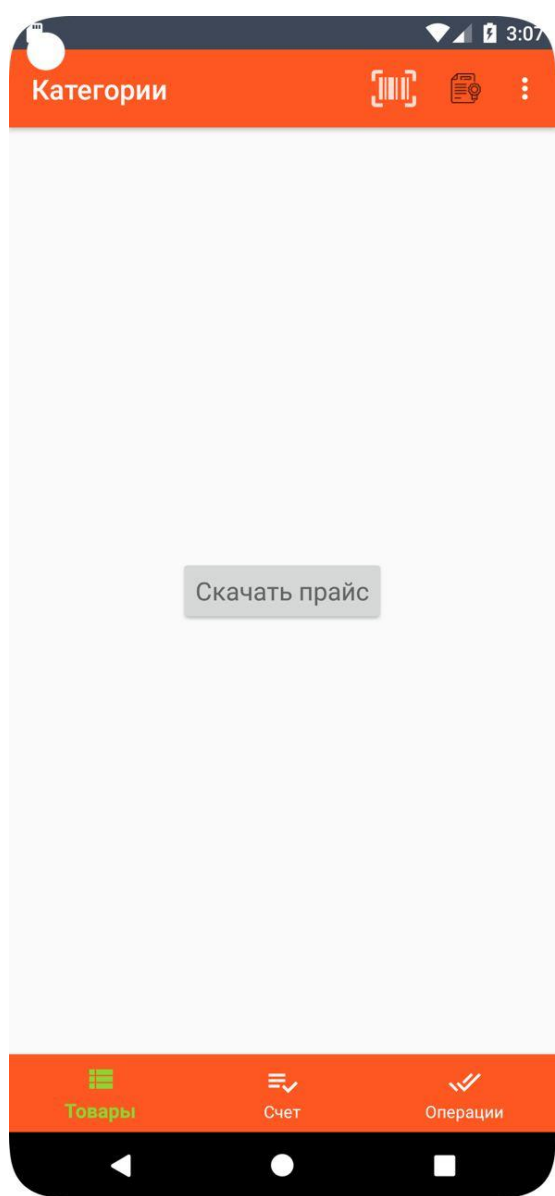 3:07
Категории
Скачать прайс
Товары
Счет
Операции